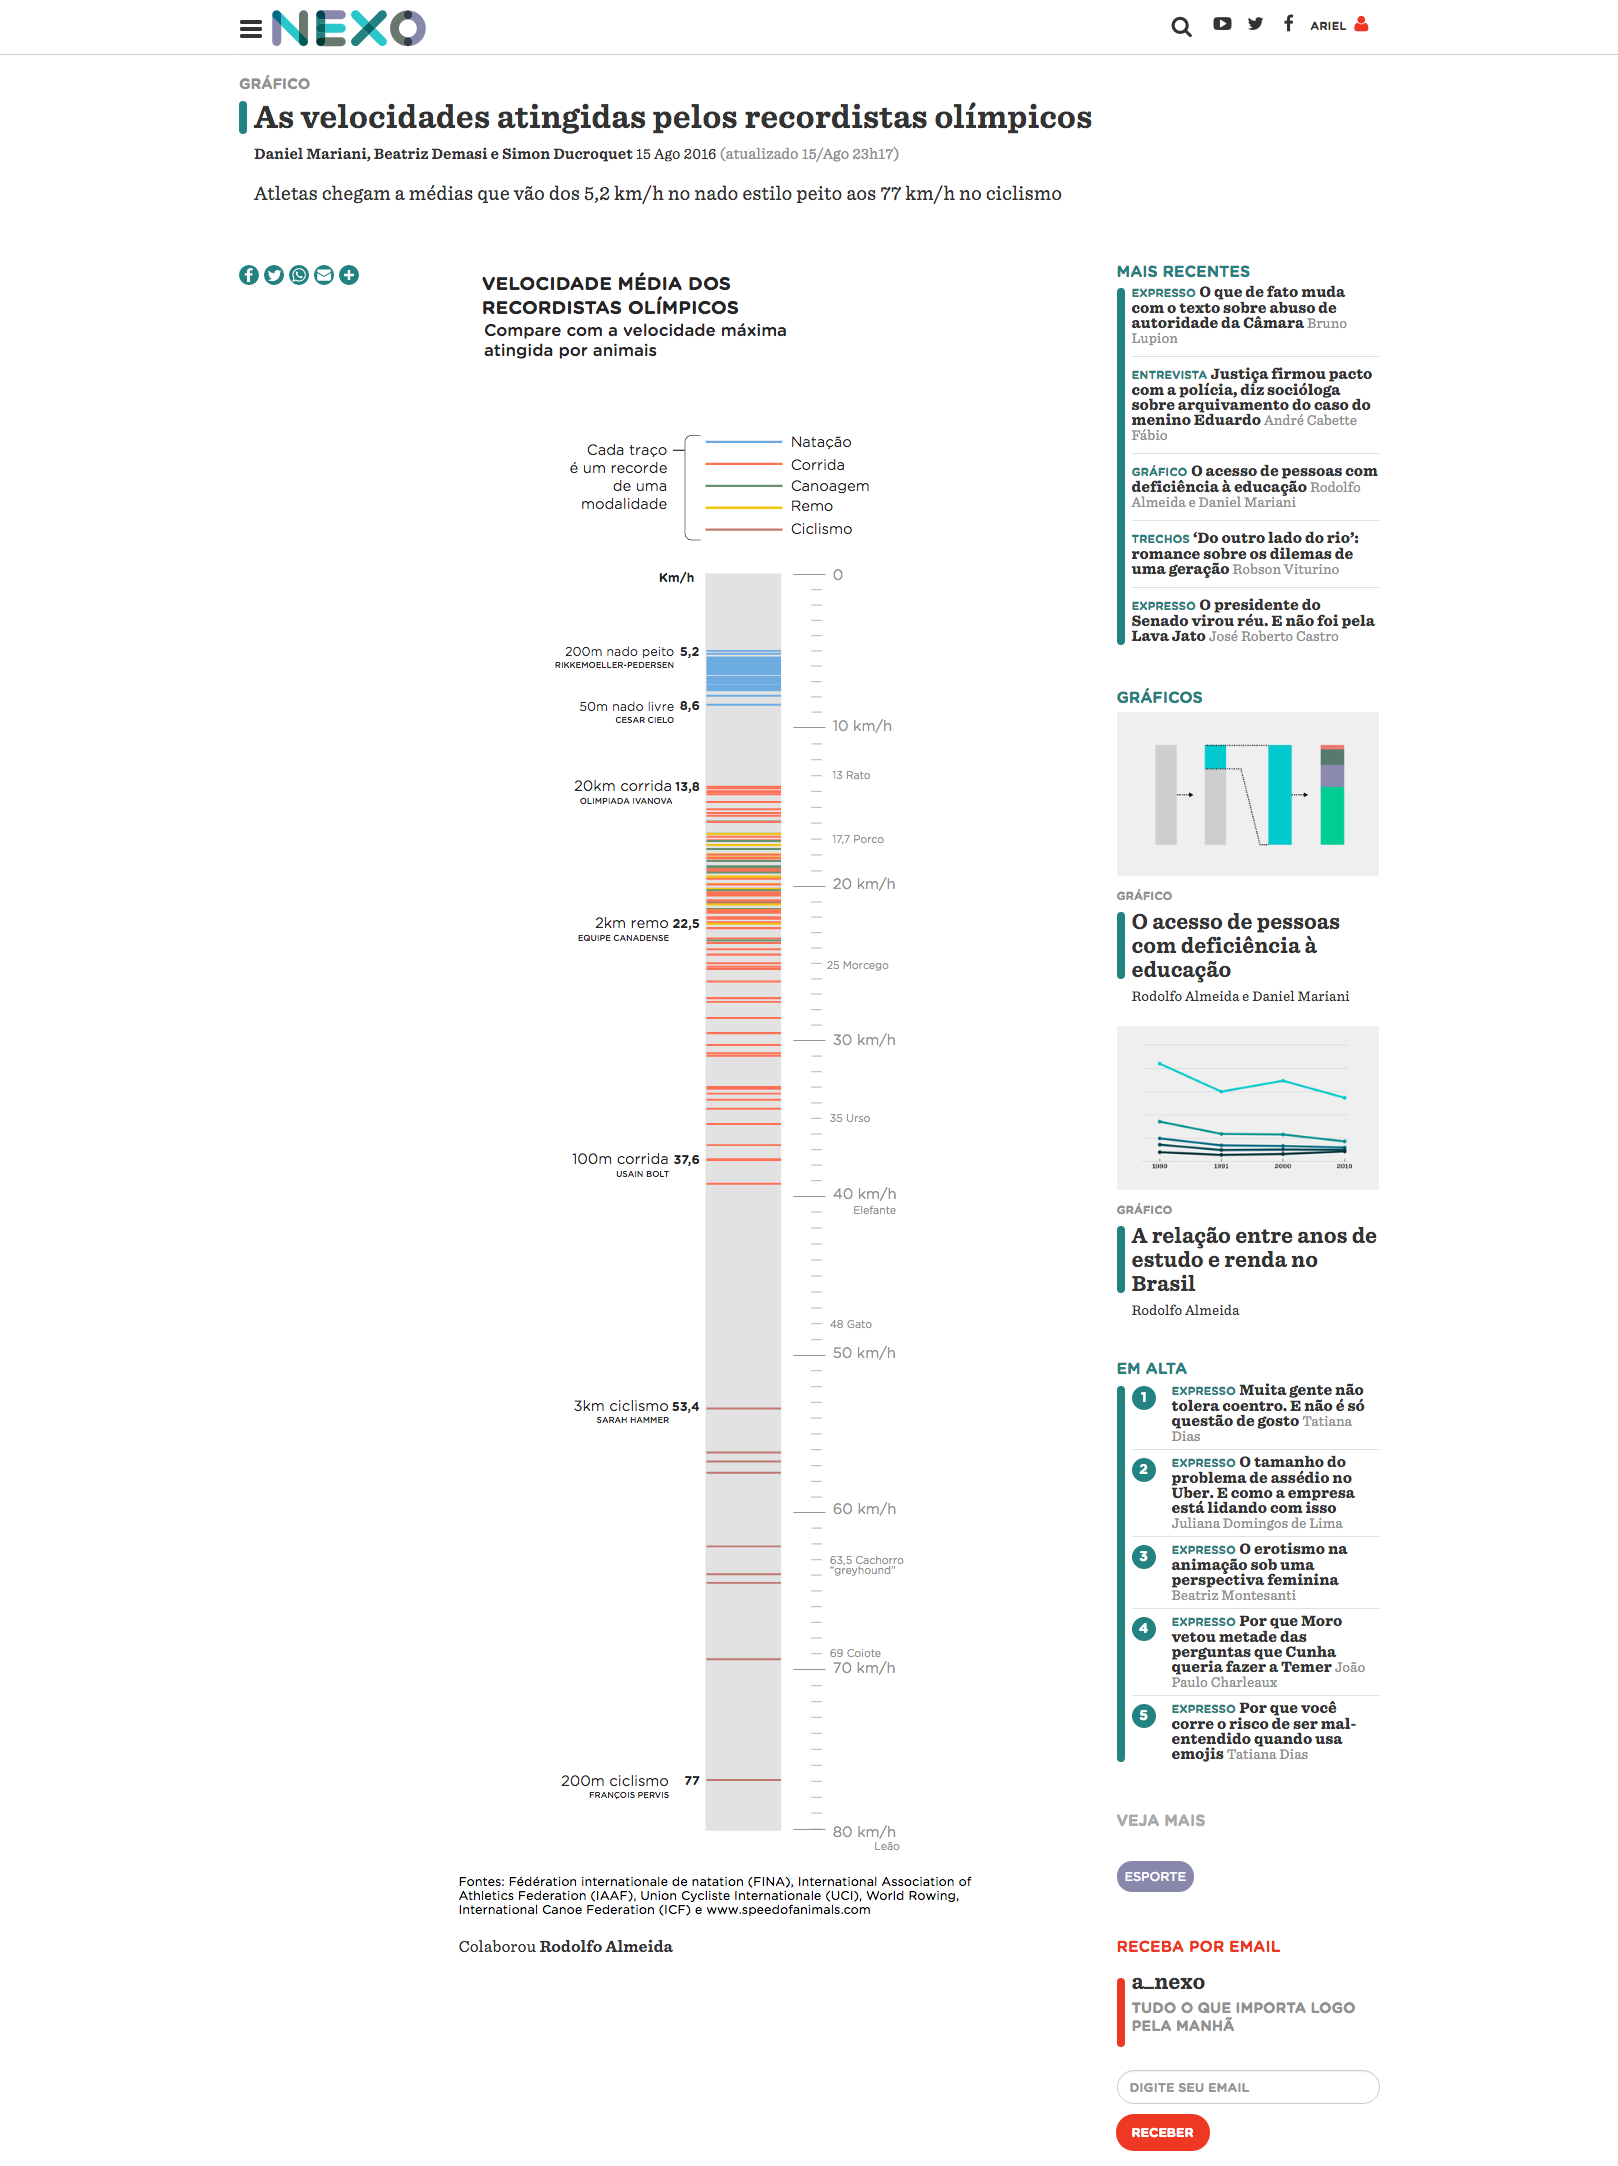 NEXO
ARIEL
GRÁFICO
As velocidades atingidas pelos recordistas olímpicos
Daniel Mariani, Beatriz Demasi e Simon Ducroquet 15 Ago 2016 (atualizado 15/Ago 23h17)
Atletas chegam a médias que vão dos 5,2 km/h no nado estilo peito aos 77 km/h no ciclismo
VELOCIDADE MÉDIA DOS
RECORDISTAS OLÍMPICOS
Compare com a velocidade máxima
atingida por animais
Cada traço
é um recorde
de uma
modalidade
Natação
Corrida
Canoagem
Remo
Ciclismo
Km/h
0
200m nado peito 5,2
RIKKEMOELLER-PEDERSEN
50m nado livre 8,6
CESAR CIELO
10 km/h
13 Rato
20km corrida 13,8
OLIMPIADA IVANOVA
17,7 Porco
20 km/h
2km remo 22,5
EQUIPE CANADENSE
25 Morcego
30 km/h
35 Urso
100m corrida 37,6
USAIN BOLT
40 km/h
Elefante
48 Gato
50 km/h
3km ciclismo 53,4
SARAH HAMMER
60 km/h
63,5 Cachorro
"greyhound"
69 Coiote
70 km/h
200m ciclismo 77
FRANÇOIS PERVIS
80 km/h
Leão
Fontes: Fédération internationale de natation (FINA), International Association of
Athletics Federation (IAAF), Union Cycliste Internationale (UCI), World Rowing,
International Canoe Federation (ICF) e www.speedofanimals.com
Colaborou Rodolfo Almeida
MAIS RECENTES
EXPRESSO O que de fato muda
com o texto sobre abuso de
autoridade da Câmara Bruno
Lupion
ENTREVISTA Justiça firmou pacto
com a polícia, diz socióloga
sobre arquivamento do caso do
menino Eduardo André Cabette
Fábio
GRÁFICO O acesso de pessoas com
deficiência à educação Rodolfo
Almeida e Daniel Mariani
TRECHOS ‘Do outro lado do rio’:
romance sobre os dilemas de
uma geração Robson Viturino
EXPRESSO O presidente do
Senado virou réu. E não foi pela
Lava Jato José Roberto Castro
GRÁFICOS
GRÁFICO
O acesso de pessoas
com deficiência à
educação
Rodolfo Almeida e Daniel Mariani
1980 1991 2000 2010
GRÁFICO
A relação entre anos de
estudo e renda no
Brasil
Rodolfo Almeida
EM ALTA
1 EXPRESSO Muita gente não
tolera coentro. E não é só
questão de gosto Tatiana
Dias
2 EXPRESSO O tamanho do
problema de assédio no
Uber. E como a empresa
está lidando com isso
Juliana Domingos de Lima
3 EXPRESSO O erotismo na
animação sob uma
perspectiva feminina
Beatriz Montesanti
4 EXPRESSO Por que Moro
vetou metade das
perguntas que Cunha
queria fazer a Temer João
Paulo Charleaux
5 EXPRESSO Por que você
corre o risco de ser mal-
entendido quando usa
emojis Tatiana Dias
VEJA MAIS
ESPORTE
RECEBA POR EMAIL
a_nexo
TUDO O QUE IMPORTA LOGO
PELA MANHÃ
DIGITE SEU EMAIL
RECEBER